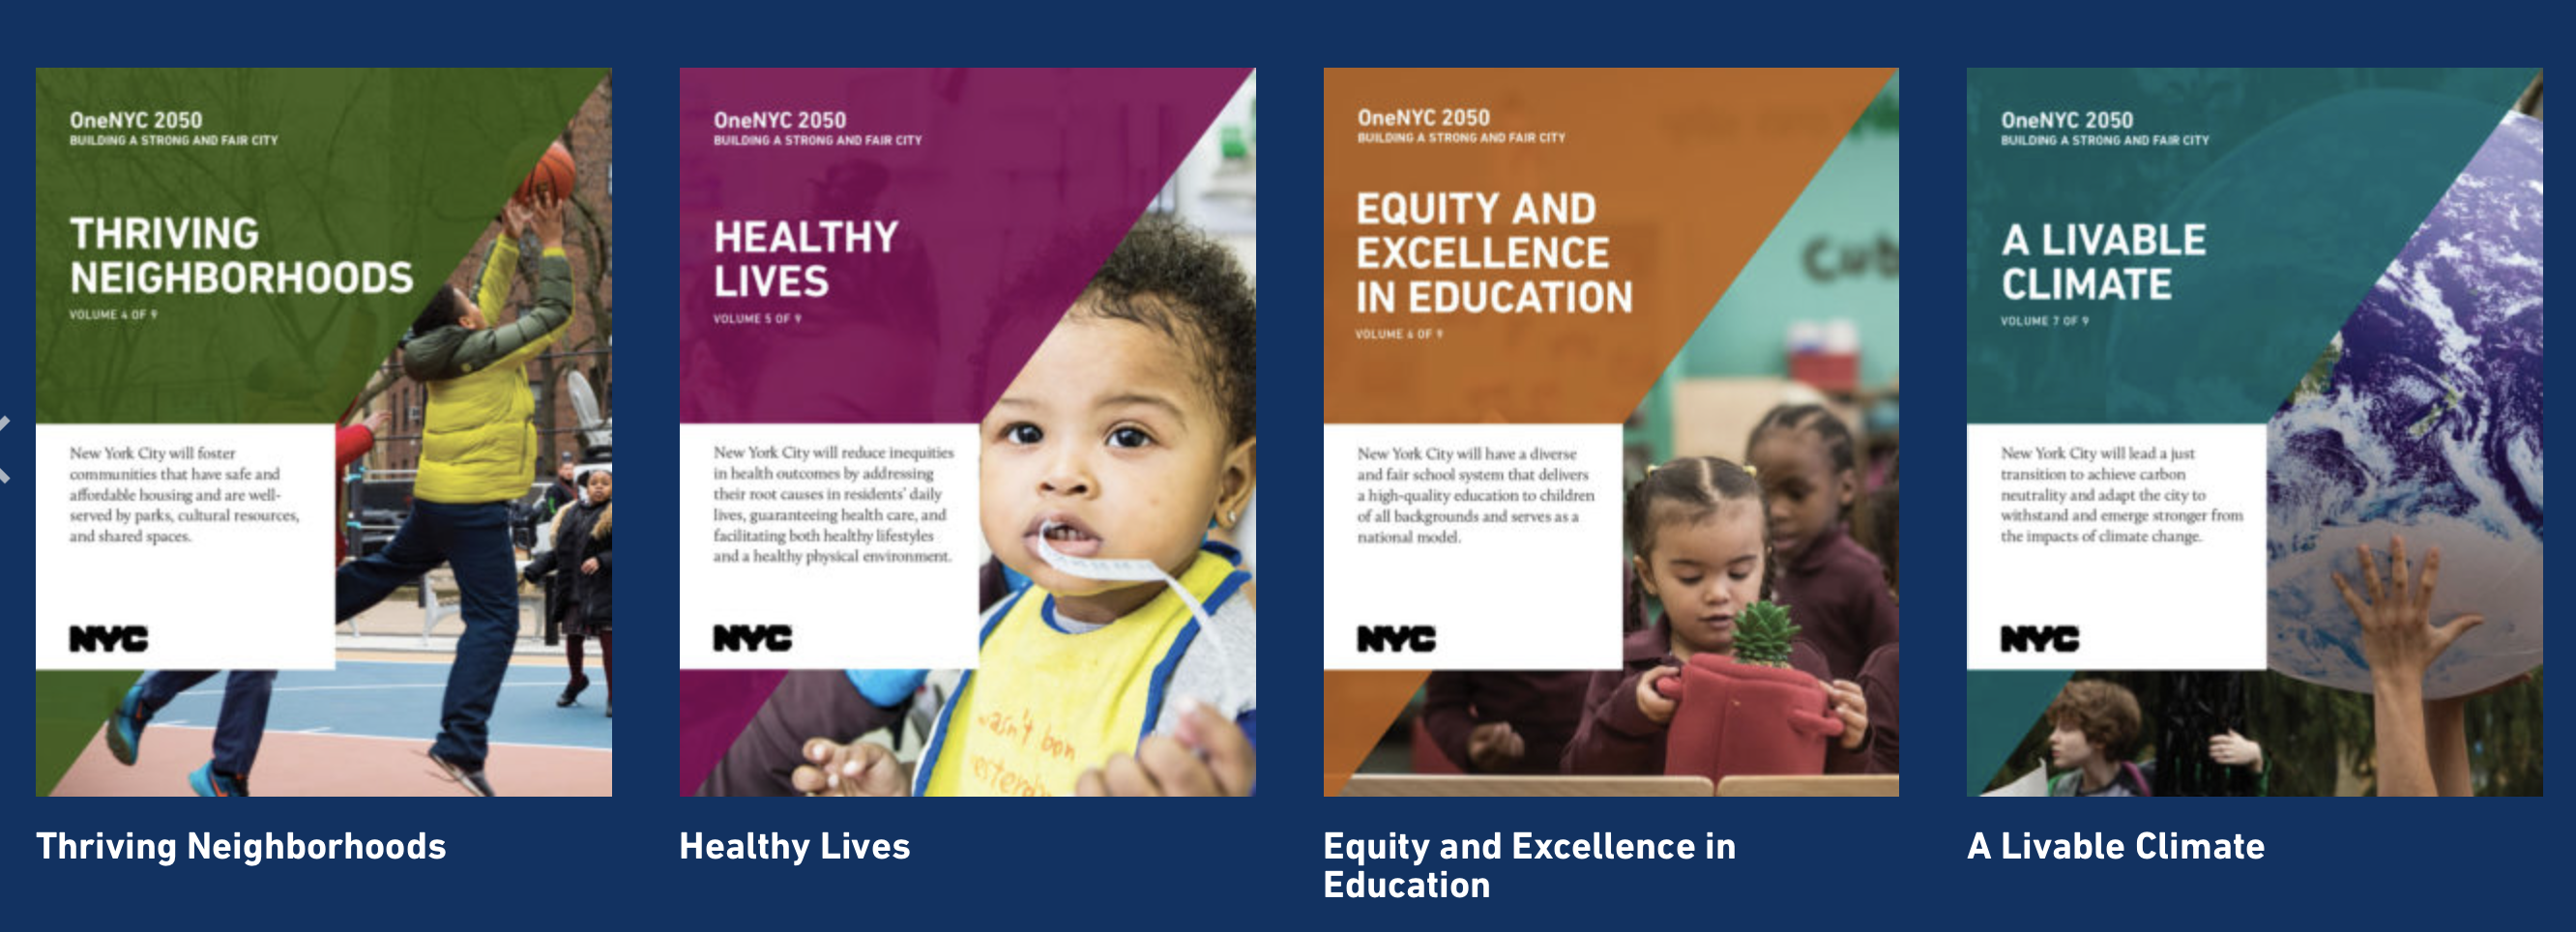 OneNYC 2050
BUILDING A STRONG AND FAIR CITY
THRIVING
NEIGHBORHOODS
VOLUME 4 OF 9
New York City will foster
communities that have safe and
affordable housing and are well-
served by parks, cultural resources,
and shared spaces.
NYC
Thriving Neighborhoods
OneNYC 2050
BUILDING A STRONG AND FAIR CITY
HEALTHY
LIVES
VOLUME 5 OF 9
New York City will reduce inequities
in health outcomes by addressing
their root causes in residents' daily
lives, guaranteeing health care, and
facilitating both healthy lifestyles
and a healthy physical environment.
NYC
wasn't born
Healthy Lives
OneNYC 2050
BUILDING A STRONG AND FAIR CITY
EQUITY AND
EXCELLENCE
IN EDUCATION
VOLUME 6 OF 9
Cub
New York City will have a diverse
and fair school system that delivers
a high-quality education to children
of all backgrounds and serves as a
national model.
NYC
Equity and Excellence in
Education
OneNYC 2050
BUILDING A STRONG AND FAIR CITY
A LIVABLE
CLIMATE
VOLUME 7 OF 9
New York City will lead a just
transition to achieve carbon
neutrality and adapt the city to
withstand and emerge stronger from
the impacts of climate change.
NYC
A Livable Climate